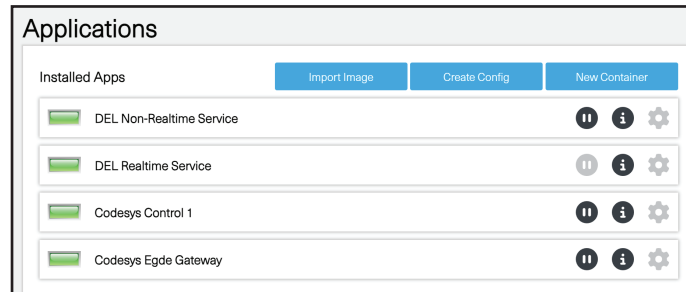 Applications
Installed Apps
Import Image
Create Config
New Container
DEL Non-Realtime Service
DEL Realtime Service
Codesys Control 1
Codesys Egde Gateway